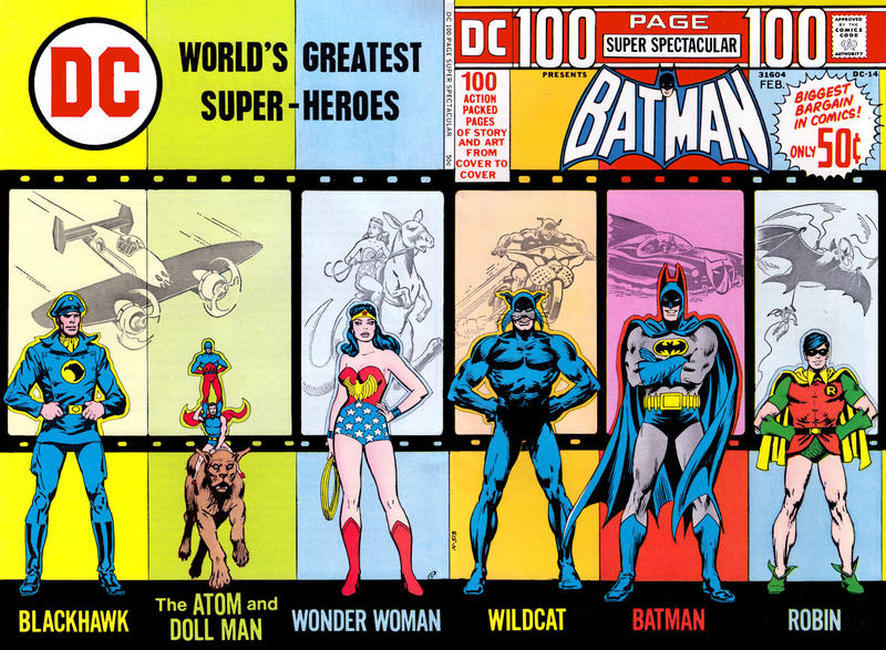 DC
WORLD'S GREATEST
SUPER-HEROES
DC 100 PAGE SUPER SPECTACULAR
50¢
DC
100
PAGE
SUPER SPECTACULAR
100
APPROVED
BY THE
COMICS
CODE
AUTHORITY
100
ACTION
PACKED
PAGES
OF STORY
AND ART
FROM
COVER TO
COVER
PRESENTS
BATMAN
31604
FEB.
DC-14
BIGGEST
BARGAIN
IN COMICS!
ONLY 50¢
R
BLACKHAWK
The ATOM and
DOLL MAN
WONDER WOMAN
WILDCAT
BATMAN
ROBIN